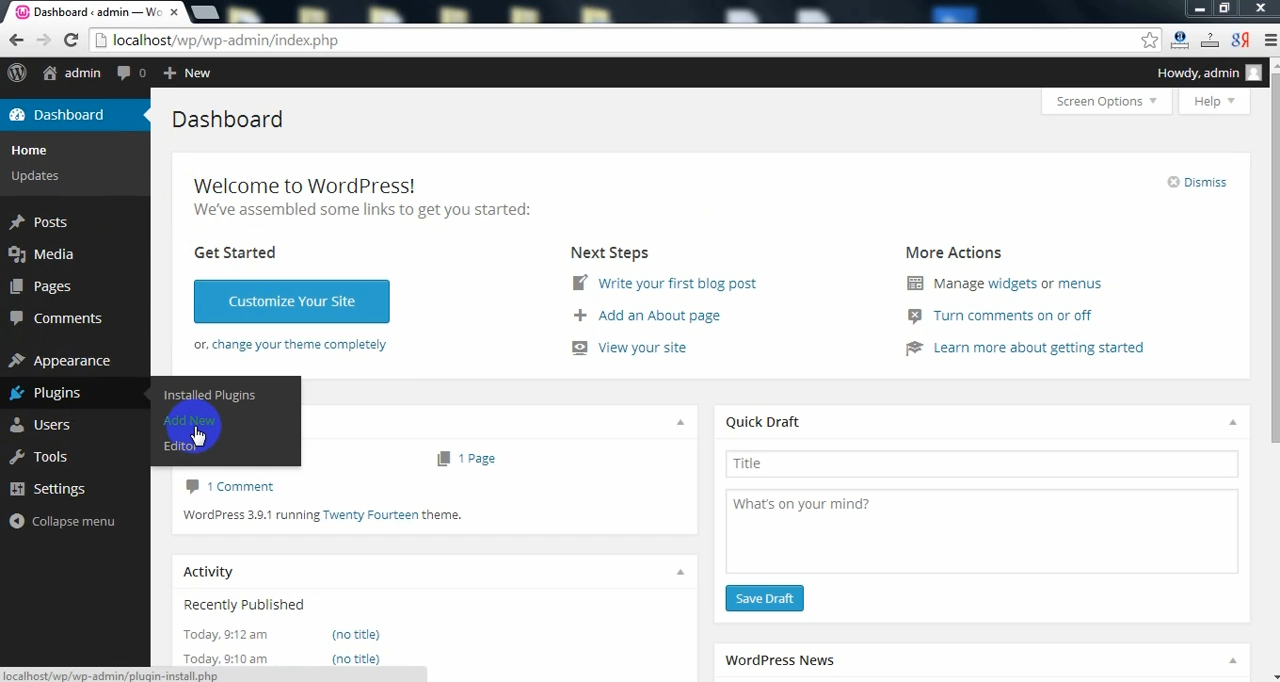 Dashboard ‹ admin — Wo
localhost/wp/wp-admin/index.php
admin
0
New
Howdy, admin
Dashboard
Home
Updates
Posts
Media
Pages
Comments
Appearance
Plugins
Users
Tools
Settings
Collapse menu
Installed Plugins
Add New
Editor
Dashboard
Screen Options
Help
Welcome to WordPress!
We've assembled some links to get you started:
Dismiss
Get Started
Customize Your Site
or, change your theme completely
Next Steps
Write your first blog post
Add an About page
View your site
More Actions
Manage widgets or menus
Turn comments on or off
Learn more about getting started
1 Page
1 Comment
WordPress 3.9.1 running Twenty Fourteen theme.
Activity
Recently Published
Today, 9:12 am (no title)
Today, 9:10 am (no title)
Quick Draft
Title
What's on your mind?
Save Draft
WordPress News
localhost/wp/wp-admin/plugin-install.php